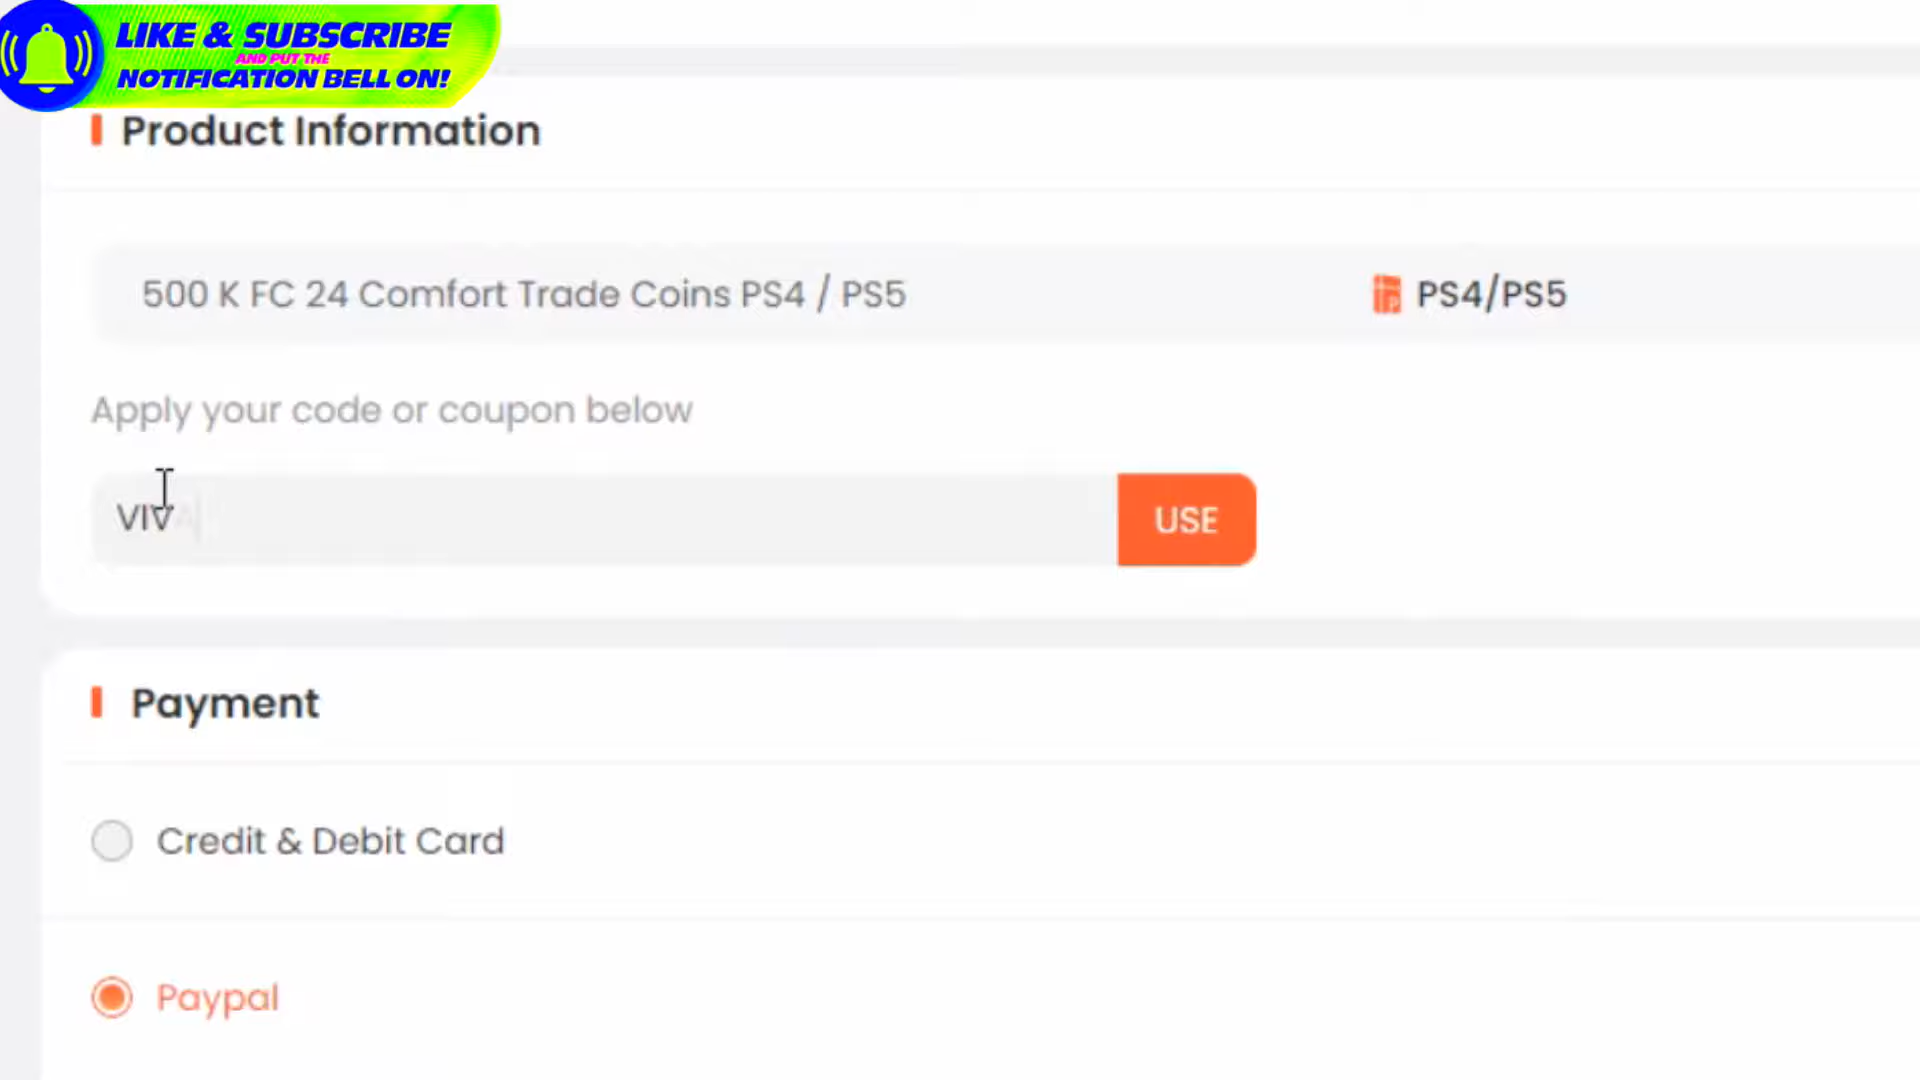 LIKE & SUBSCRIBE
AND PUT THE
NOTIFICATION BELL ON!
Product Information
500 K FC 24 Comfort Trade Coins PS4 / PS5
PS4/PS5
Apply your code or coupon below
VIVA
USE
Payment
Credit & Debit Card
Paypal